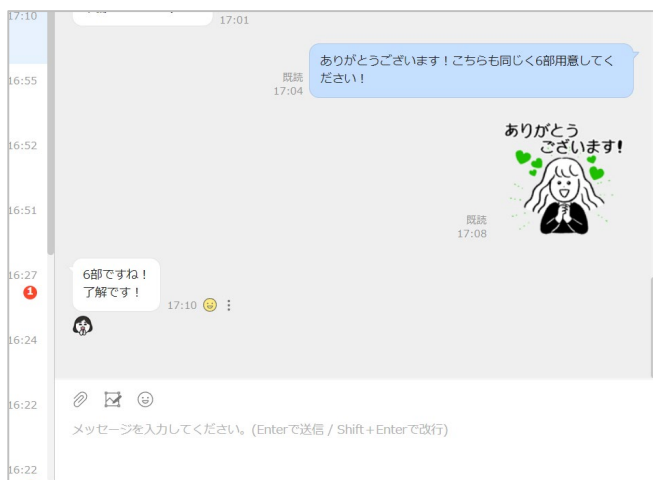 17:10
17:01
ありがとうございます！こちらも同じく6部用意してく
ださい！
既読
17:04
16:55
ありがとう
ございます!
16:52
既読
17:08
16:51
6部ですね！
了解です！
17:10
16:27
1
16:24
16:22
メッセージを入力してください。(Enterで送信 / Shift+Enterで改行)
16:22